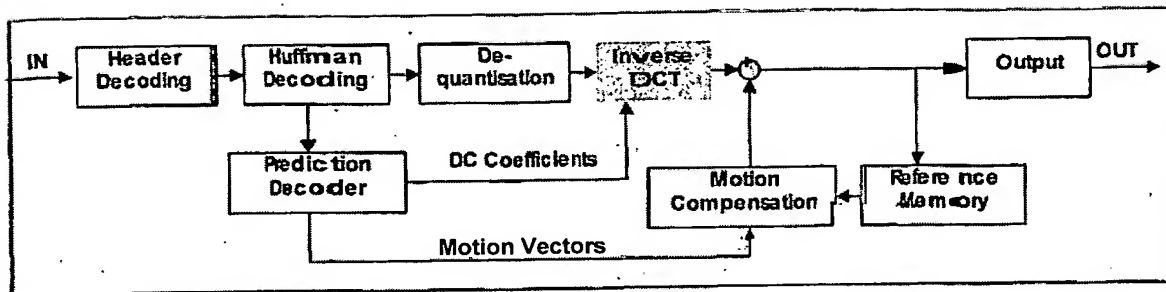 IN
Header
Decoding
Huffman
Decoding
De-
quantisation
Inverse
DCT
+
Output
OUT
Prediction
Decoder
DC Coefficients
Motion
Compensation
Reference
Memory
Motion Vectors